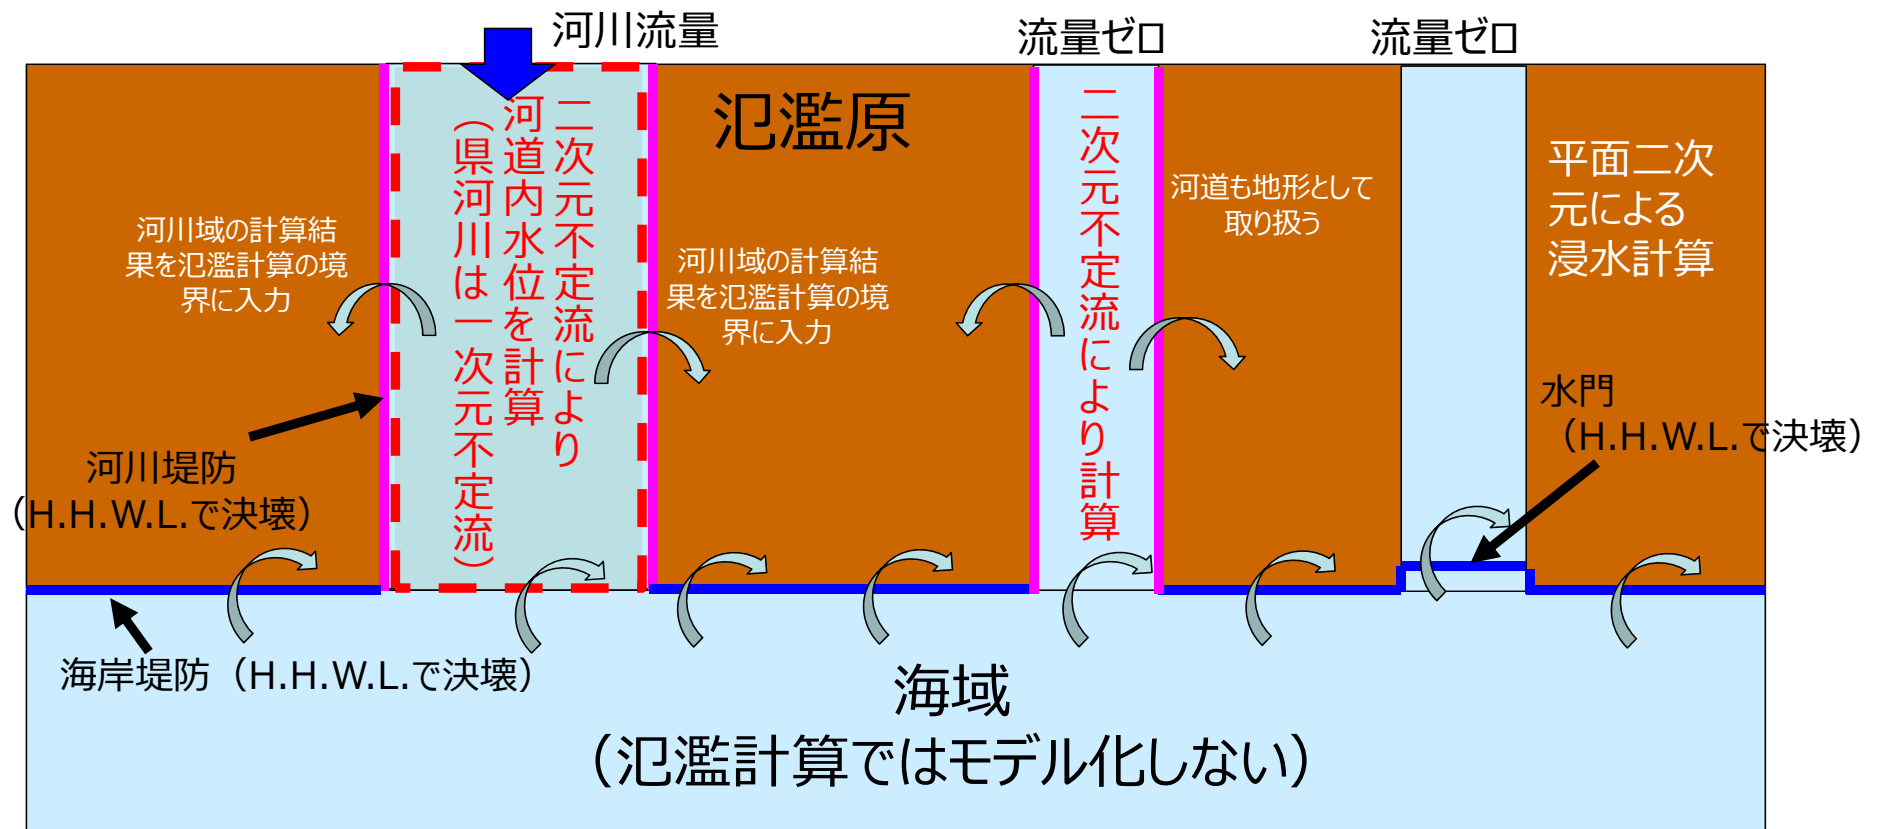 河川流量
流量ゼロ
流量ゼロ
氾濫原
二次元不定流により
河道内水位を計算
（県河川は一次元不定流）
二次元不定流により計算
平面二次
元による
浸水計算
河道も地形として
取り扱う
河川域の計算結
果を氾濫計算の境
界に入力
河川域の計算結
果を氾濫計算の境
界に入力
水門
（H.H.W.L.で決壊）
河川堤防
（H.H.W.L.で決壊）
海岸堤防（H.H.W.L.で決壊）
海域
（氾濫計算ではモデル化しない）